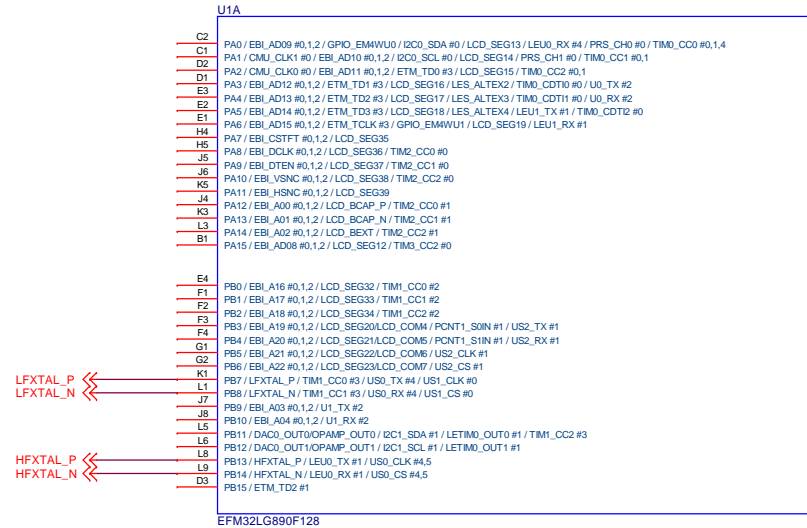 U1A
C2 PA0 / EBI_AD09 #0,1,2 / GPIO_EM4WU0 / I2C0_SDA #0 / LCD_SEG13 / LEU0_RX #4 / PRS_CH0 #0 / TIM0_CC0 #0,1,4
C1 PA1 / CMU_CLK1 #0 / EBI_AD10 #0,1,2 / I2C0_SCL #0 / LCD_SEG14 / PRS_CH1 #0 / TIM0_CC1 #0,1
D2 PA2 / CMU_CLK0 #0 / EBI_AD11 #0,1,2 / ETM_TD0 #3 / LCD_SEG15 / TIM0_CC2 #0,1
D1 PA3 / EBI_AD12 #0,1,2 / ETM_TD1 #3 / LCD_SEG16 / LES_ALTEX2 / TIM0_CDTI0 #0 / U0_TX #2
E3 PA4 / EBI_AD13 #0,1,2 / ETM_TD2 #3 / LCD_SEG17 / LES_ALTEX3 / TIM0_CDTI1 #0 / U0_RX #2
E2 PA5 / EBI_AD14 #0,1,2 / ETM_TD3 #3 / LCD_SEG18 / LES_ALTEX4 / LEU1_TX #1 / TIM0_CDTI2 #0
E1 PA6 / EBI_AD15 #0,1,2 / ETM_TCLK #3 / GPIO_EM4WU1 / LCD_SEG19 / LEU1_RX #1
H4 PA7 / EBI_CSTFT #0,1,2 / LCD_SEG35
H5 PA8 / EBI_DCLK #0,1,2 / LCD_SEG36 / TIM2_CC0 #0
J5 PA9 / EBI_DTEN #0,1,2 / LCD_SEG37 / TIM2_CC1 #0
J6 PA10 / EBI_VSNC #0,1,2 / LCD_SEG38 / TIM2_CC2 #0
K5 PA11 / EBI_HSNC #0,1,2 / LCD_SEG39
J4 PA12 / EBI_A00 #0,1,2 / LCD_BCAP_P / TIM2_CC0 #1
K3 PA13 / EBI_A01 #0,1,2 / LCD_BCAP_N / TIM2_CC1 #1
L3 PA14 / EBI_A02 #0,1,2 / LCD_BEXT / TIM2_CC2 #1
B1 PA15 / EBI_AD08 #0,1,2 / LCD_SEG12 / TIM3_CC2 #0
E4 PB0 / EBI_A16 #0,1,2 / LCD_SEG32 / TIM1_CC0 #2
F1 PB1 / EBI_A17 #0,1,2 / LCD_SEG33 / TIM1_CC1 #2
F2 PB2 / EBI_A18 #0,1,2 / LCD_SEG34 / TIM1_CC2 #2
F3 PB3 / EBI_A19 #0,1,2 / LCD_SEG20/LCD_COM4 / PCNT1_S0IN #1 / US2_TX #1
F4 PB4 / EBI_A20 #0,1,2 / LCD_SEG21/LCD_COM5 / PCNT1_S1IN #1 / US2_RX #1
G1 PB5 / EBI_A21 #0,1,2 / LCD_SEG22/LCD_COM6 / US2_CLK #1
G2 PB6 / EBI_A22 #0,1,2 / LCD_SEG23/LCD_COM7 / US2_CS #1
LFXTAL_P K1 PB7 / LFXTAL_P / TIM1_CC0 #3 / US0_TX #4 / US1_CLK #0
LFXTAL_N L1 PB8 / LFXTAL_N / TIM1_CC1 #3 / US0_RX #4 / US1_CS #0
J7 PB9 / EBI_A03 #0,1,2 / U1_TX #2
J8 PB10 / EBI_A04 #0,1,2 / U1_RX #2
L5 PB11 / DAC0_OUT0/OPAMP_OUT0 / I2C1_SDA #1 / LETIM0_OUT0 #1 / TIM1_CC2 #3
L6 PB12 / DAC0_OUT1/OPAMP_OUT1 / I2C1_SCL #1 / LETIM0_OUT1 #1
HFXTAL_P L8 PB13 / HFXTAL_P / LEU0_TX #1 / US0_CLK #4,5
HFXTAL_N L9 PB14 / HFXTAL_N / LEU0_RX #1 / US0_CS #4,5
D3 PB15 / ETM_TD2 #1
EFM32LG890F128